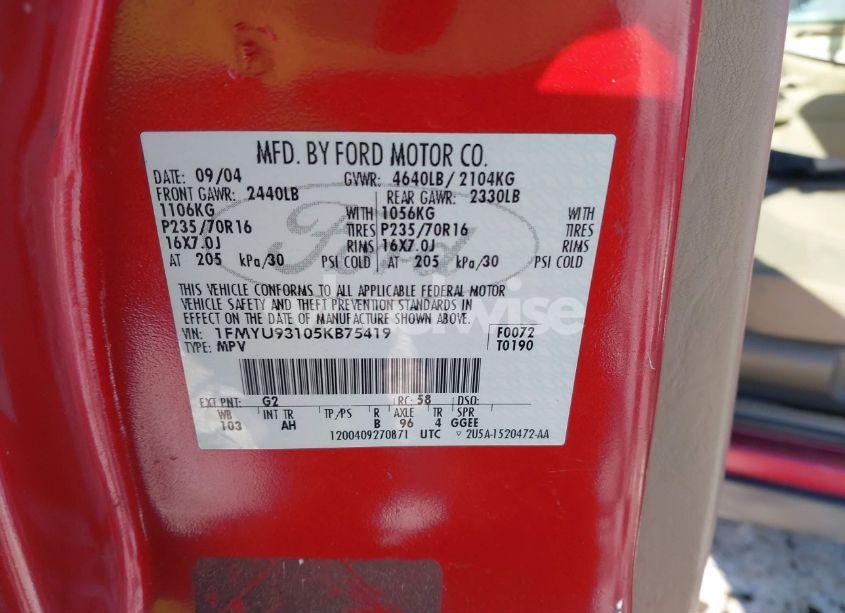 MFD. BY FORD MOTOR CO.
DATE: 09/04 GVWR: 4640LB/ 2104KG
FRONT GAWR: 2440LB REAR GAWR: 2330LB
1106KG WITH 1056KG WITH
P235/70R16 TIRES P235/70R16 TIRES
16X7.0J RIMS 16X7.0J RIMS
AT 205 kPa/30 PSI COLD AT 205 kPa/30 PSI COLD
Ford
THIS VEHICLE CONFORMS TO ALL APPLICABLE FEDERAL MOTOR
VEHICLE SAFETY AND THEFT PREVENTION STANDARDS IN
EFFECT ON THE DATE OF MANUFACTURE SHOWN ABOVE.
VIN: 1FMYU93105KB75419 F0072
TYPE: MPV T0190
EXT PNT: G2 RC: 58 DSO:
WB INT TR TP/PS R AXLE TR SPR
103 AH B 96 4 GGEE
1200409270871 UTC ▽ 2U5A-1520472-AA